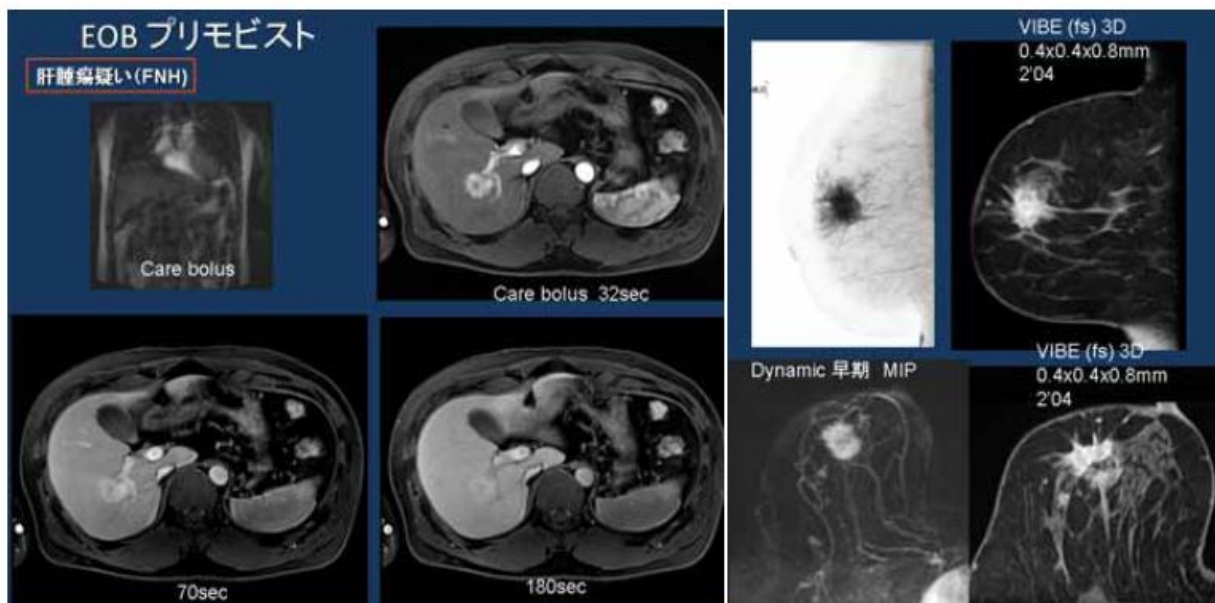 EOB プリモビスト
肝腫瘍疑い(FNH)
Care bolus
Care bolus 32sec
70sec
180sec
VIBE (fs) 3D
0.4x0.4x0.8mm
2'04
Dynamic 早期 MIP
VIBE (fs) 3D
0.4x0.4x0.8mm
2'04